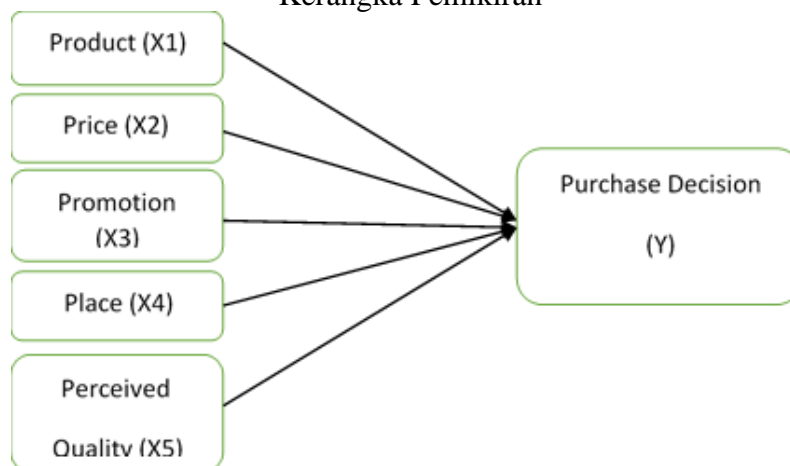 Kerangka Pemikiran
Product (X1)
Price (X2)
Promotion
(X3)
Place (X4)
Perceived
Quality (X5)
Purchase Decision
(Y)